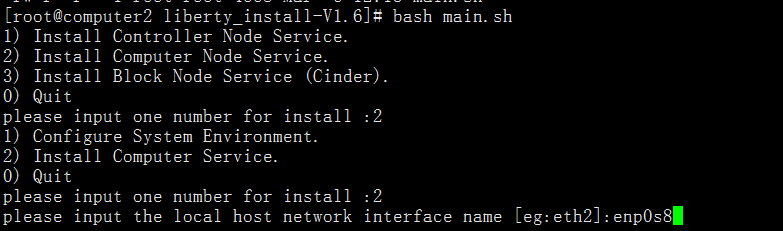 [root@computer2 liberty_install-V1.6]# bash main.sh
1) Install Controller Node Service.
2) Install Computer Node Service.
3) Install Block Node Service (Cinder).
0) Quit
please input one number for install :2
1) Configure System Environment.
2) Install Computer Service.
0) Quit
please input one number for install :2
please input the local host network interface name [eg:eth2]:enp0s8